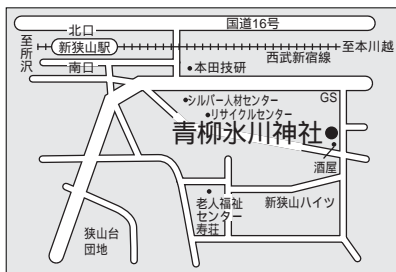 国道16号
北口
至所沢
新狭山駅
至本川越
西武新宿線
南口
本田技研
シルバー人材センター
GS
リサイクルセンター
青柳氷川神社
酒屋
老人福祉
センター
寿荘
新狭山ハイツ
狭山台
団地